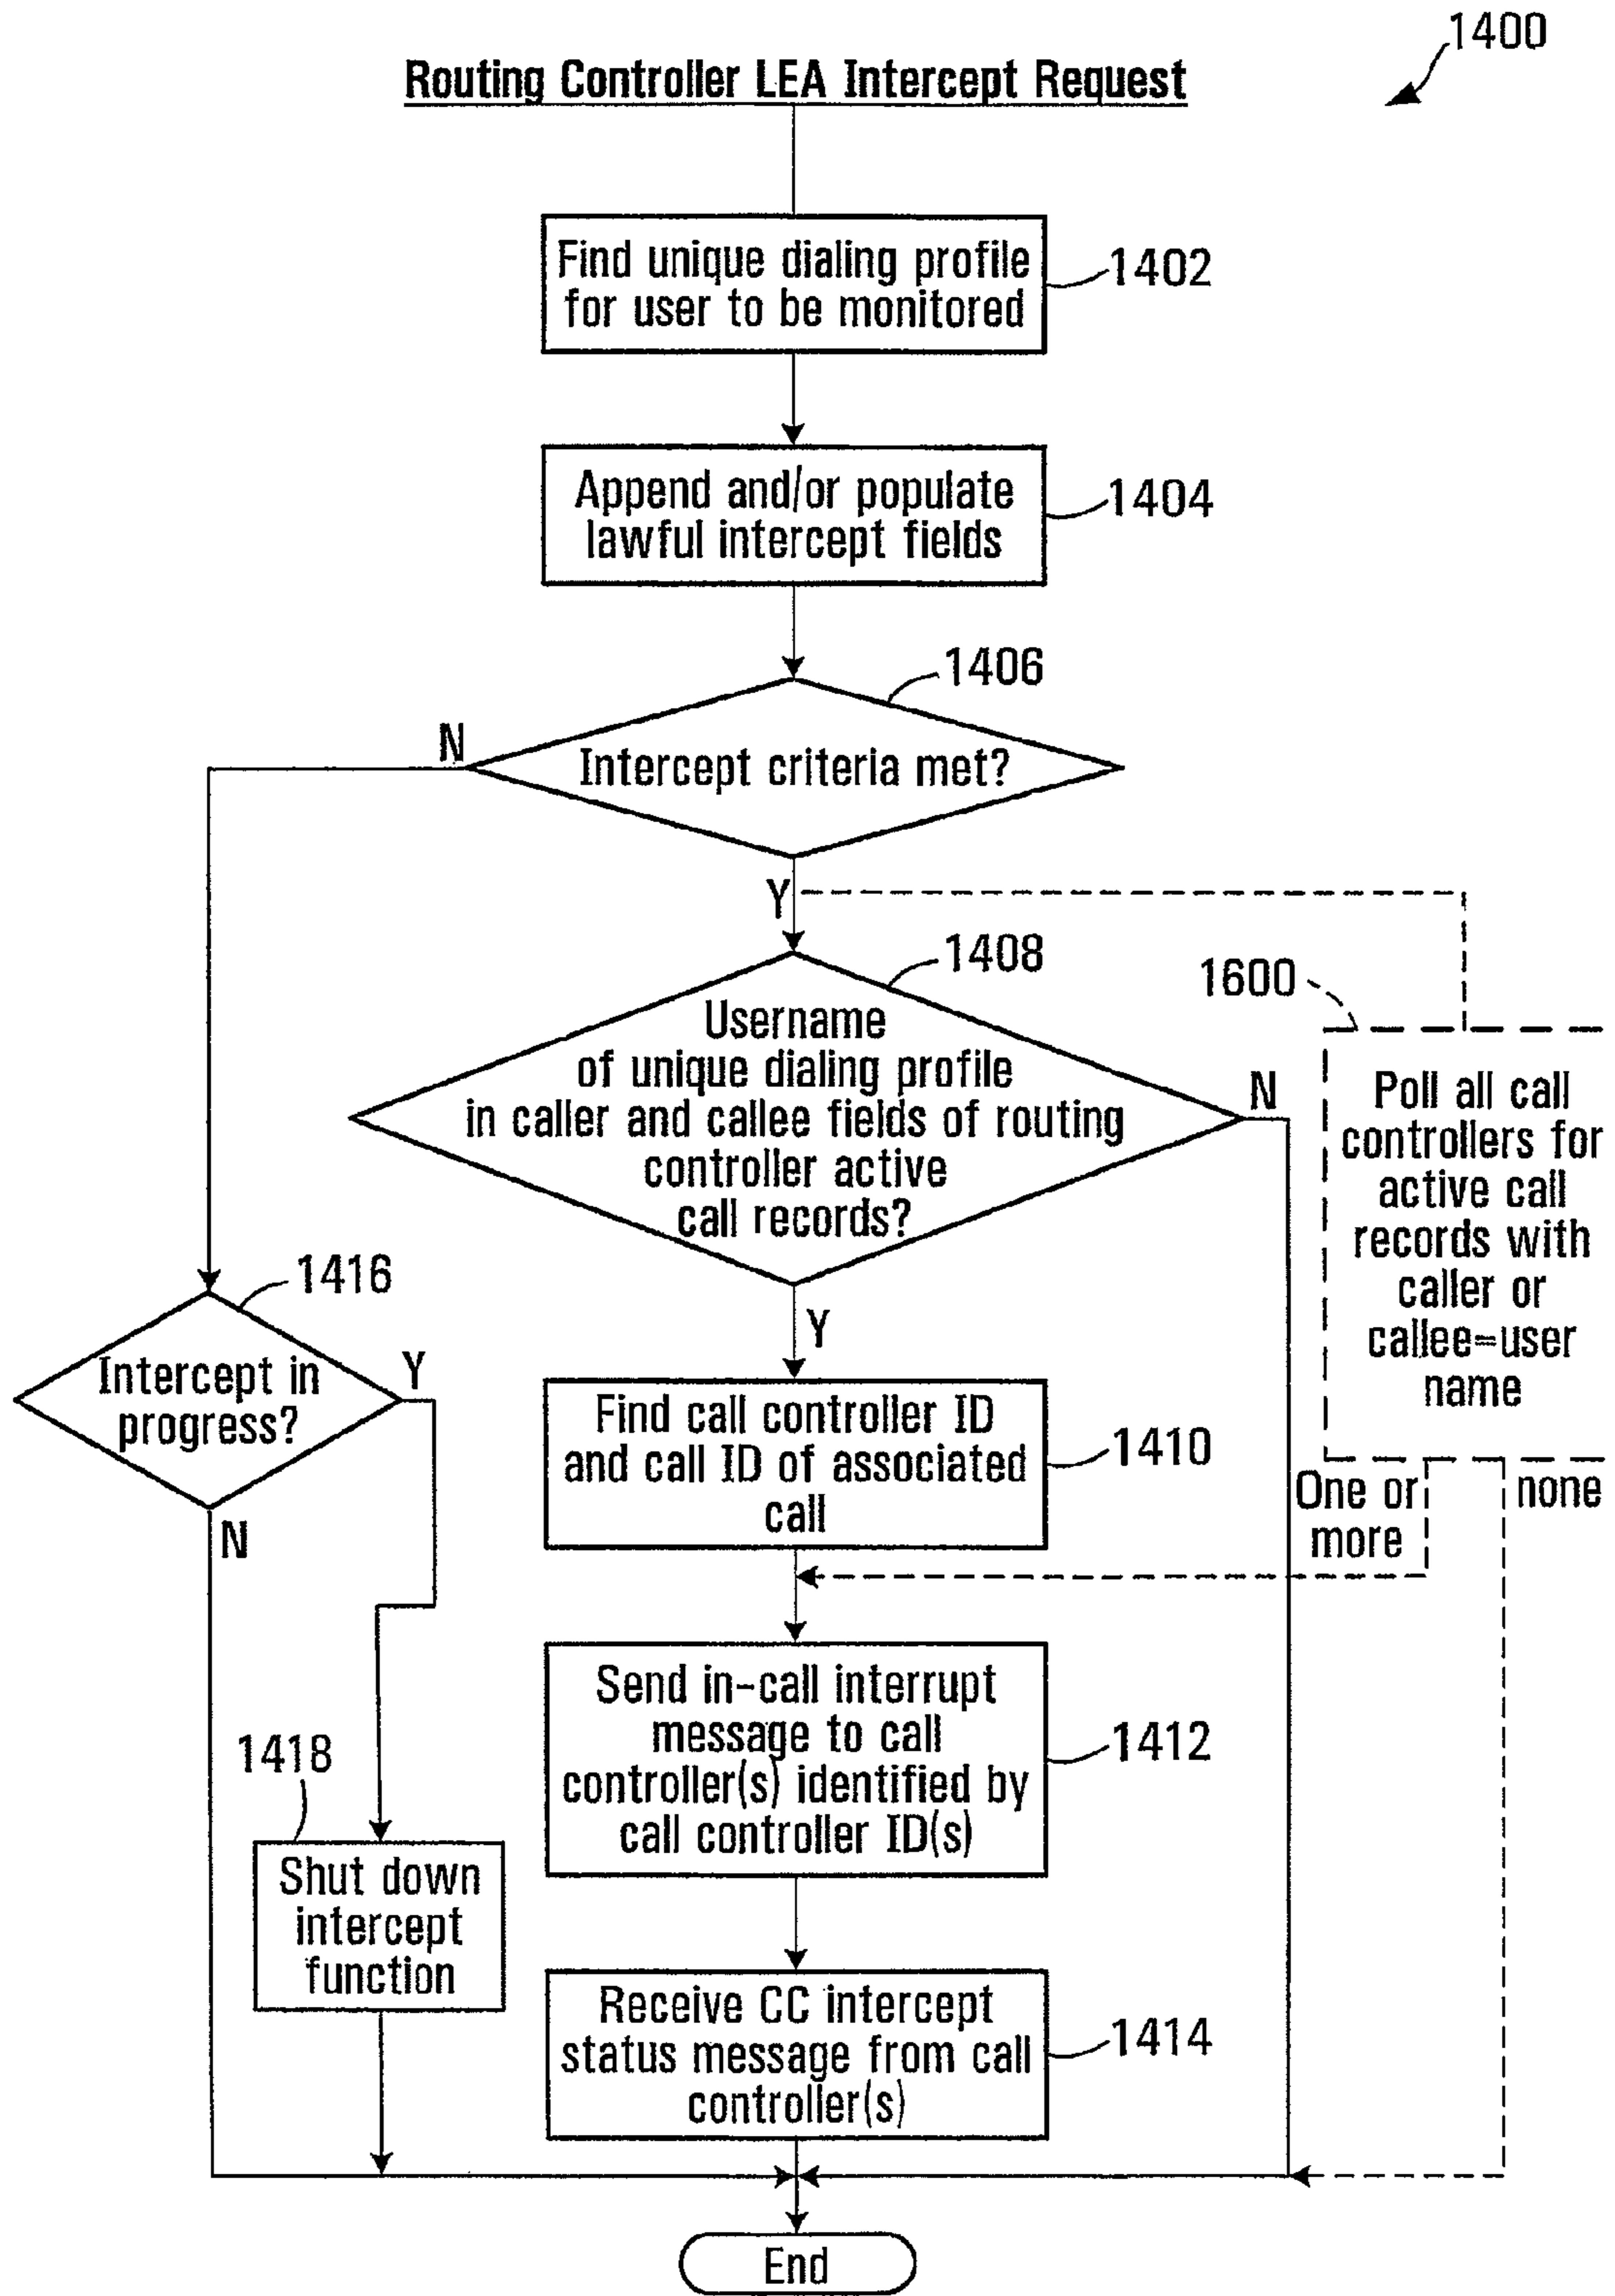 1400
Routing Controller LEA Intercept Request
Find unique dialing profile
for user to be monitored
1402
Append and/or populate
lawful intercept fields
1404
1406
N
Intercept criteria met?
Y
1408
1600
Username
of unique dialing profile
in caller and callee fields of routing
controller active
call records?
N
Poll all call
controllers for
active call
records with
caller or
callee=user
name
1416
Intercept in
progress?
Y
N
Y
Find call controller ID
and call ID of associated
call
1410
One or
more
none
Send in-call interrupt
message to call
controller(s) identified by
call controller ID(s)
1412
1418
Shut down
intercept
function
Receive CC intercept
status message from call
controller(s)
1414
End